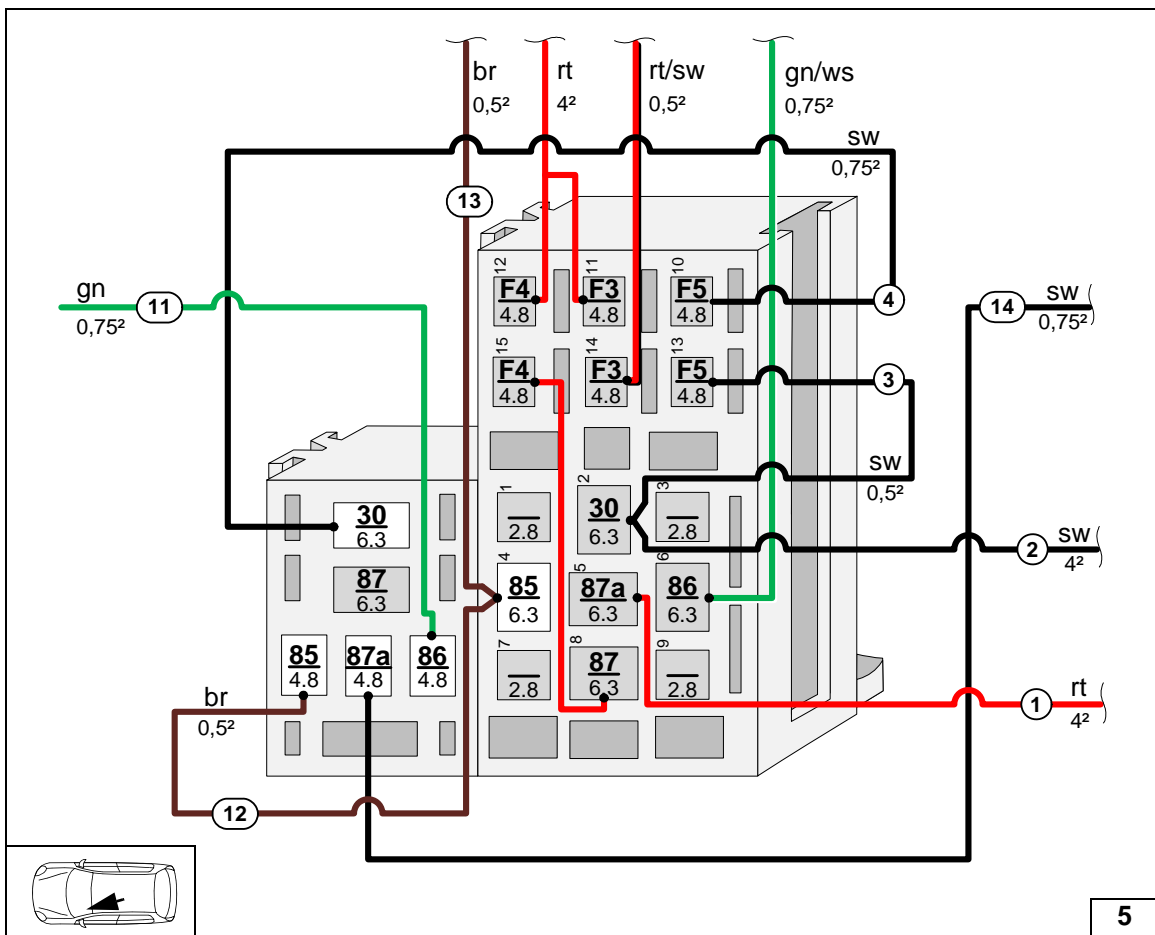 br rt rt/sw gn/ws
0,5² 4² 0,5² 0,75²
sw
0,75²
13
12 11 10
F4 F3 F5
4.8 4.8 4.8
4
gn
11
0,75²
14
sw
0,75²
15 14 13
F4 F3 F5
4.8 4.8 4.8
3
sw
0,5²
1 2 3
2.8
30
6.3
2.8
30
6.3
2
sw
4²
4 5 6
85 87a 86
6.3 6.3 6.3
87
6.3
7 8 9
2.8
87
6.3
2.8
85 87a 86
4.8 4.8 4.8
br
0,5²
1
rt
4²
12
5